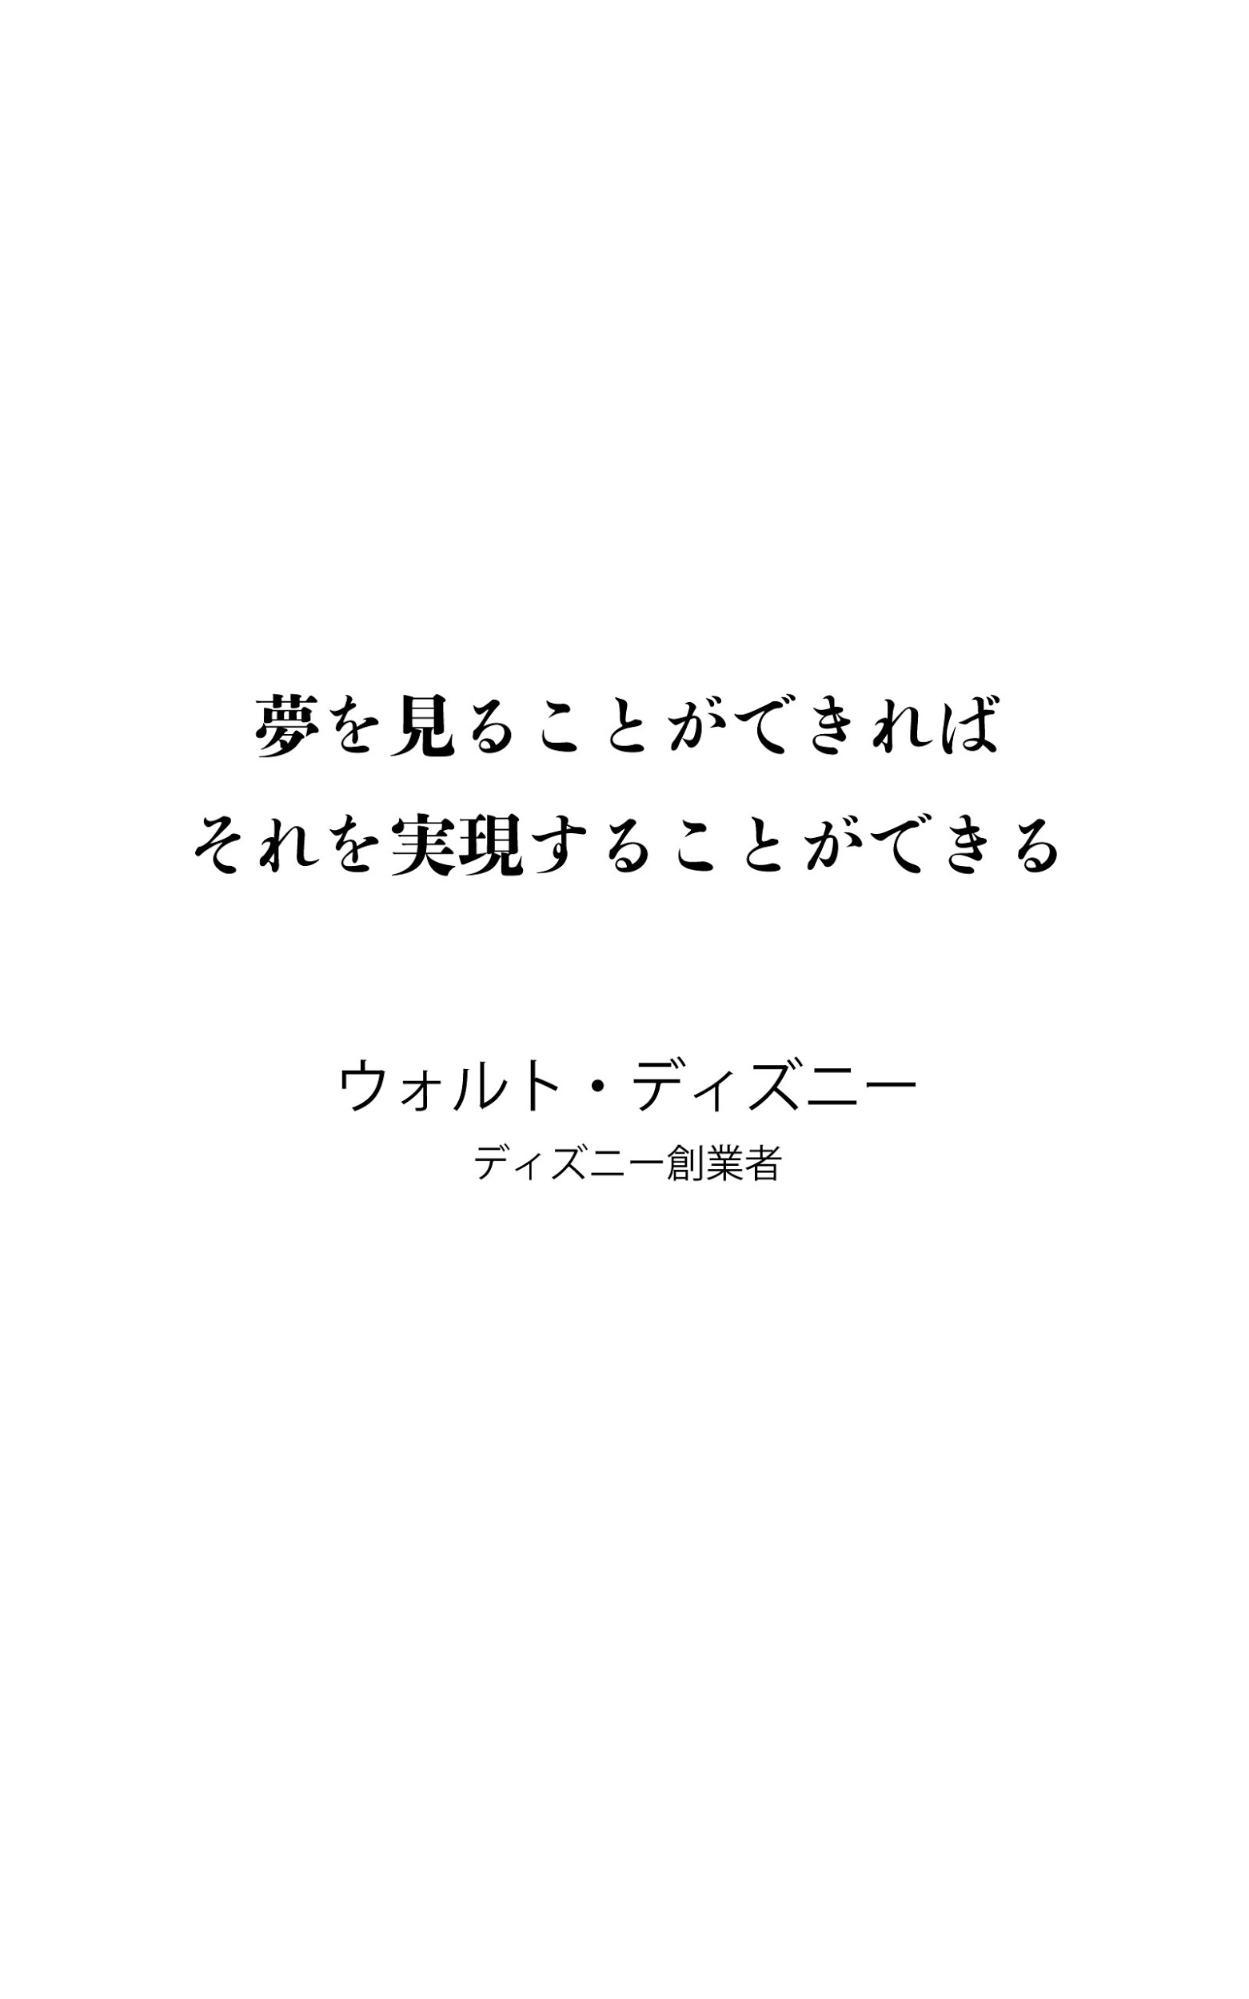 夢を見ることができれば
それを実現することができる
ウォルト・ディズニー
ディズニー創業者